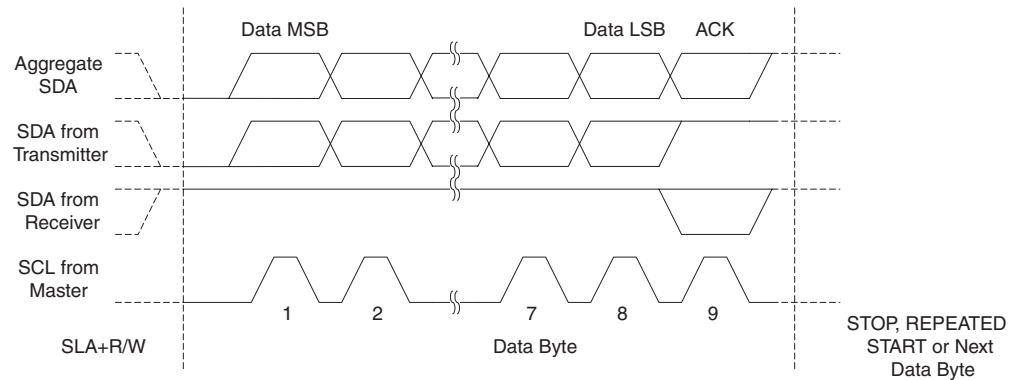 Data MSB
Data LSB
ACK
Aggregate
SDA
SDA from
Transmitter
SDA from
Receiver
SCL from
Master
1
2
7
8
9
SLA+R/W
Data Byte
STOP, REPEATED
START or Next
Data Byte